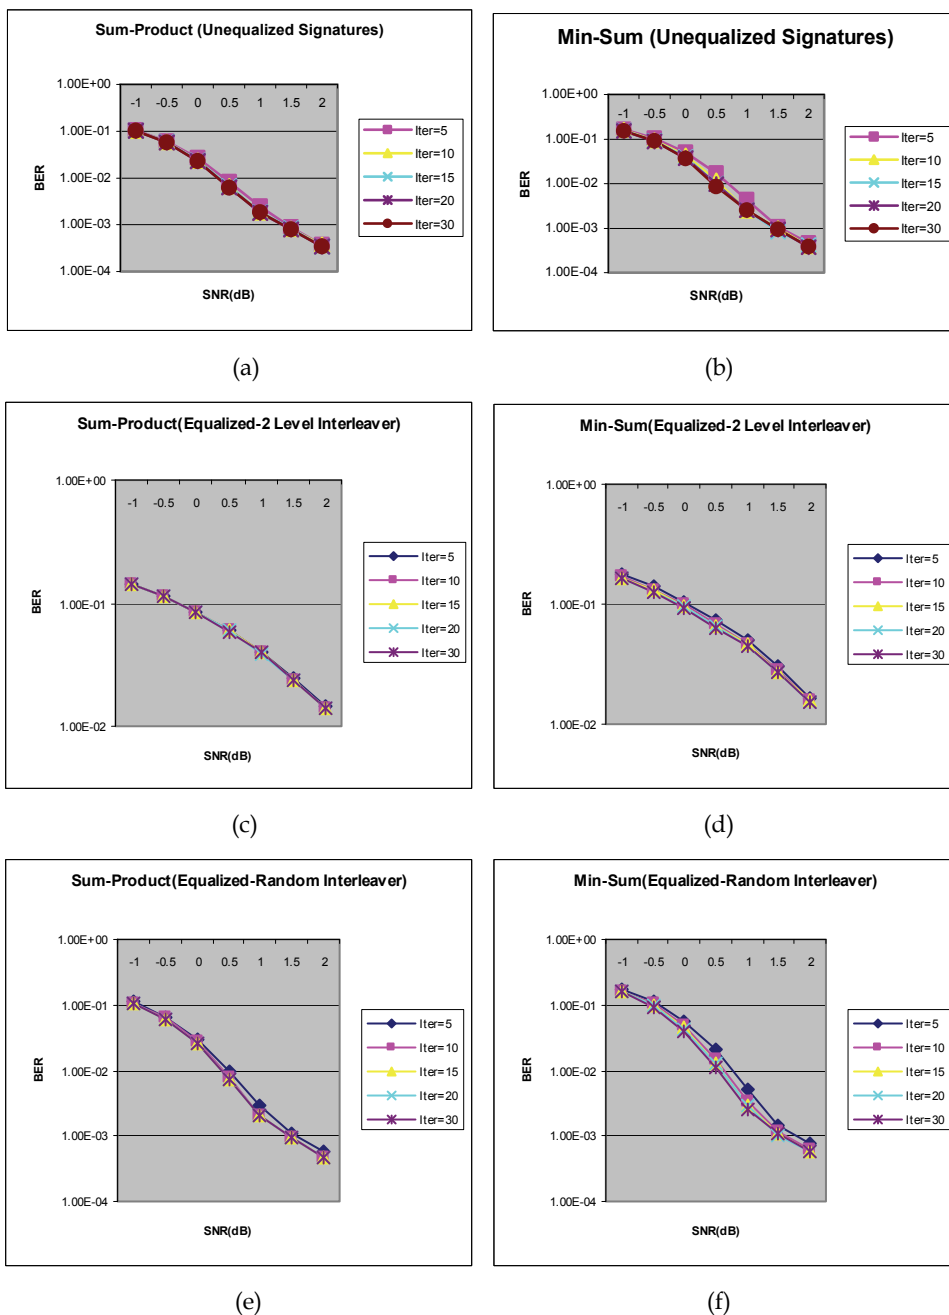 Sum-Product (Unequalized Signatures)
1.00E+00
-1 -0.5 0 0.5 1 1.5 2
1.00E-01
1.00E-02
1.00E-03
1.00E-04
BER
SNR(dB)
Iter=5
Iter=10
Iter=15
Iter=20
Iter=30
(a)
Min-Sum (Unequalized Signatures)
1.00E+00
-1 -0.5 0 0.5 1 1.5 2
1.00E-01
1.00E-02
1.00E-03
1.00E-04
BER
SNR(dB)
Iter=5
Iter=10
Iter=15
Iter=20
Iter=30
(b)
Sum-Product(Equalized-2 Level Interleaver)
1.00E+00
-1 -0.5 0 0.5 1 1.5 2
1.00E-01
1.00E-02
BER
SNR(dB)
Iter=5
Iter=10
Iter=15
Iter=20
Iter=30
(c)
Min-Sum(Equalized-2 Level Interleaver)
1.00E+00
-1 -0.5 0 0.5 1 1.5 2
1.00E-01
1.00E-02
BER
SNR(dB)
Iter=5
Iter=10
Iter=15
Iter=20
Iter=30
(d)
Sum-Product(Equalized-Random Interleaver)
1.00E+00
-1 -0.5 0 0.5 1 1.5 2
1.00E-01
1.00E-02
1.00E-03
1.00E-04
BER
SNR(dB)
Iter=5
Iter=10
Iter=15
Iter=20
Iter=30
(e)
Min-Sum(Equalized-Random Interleaver)
1.00E+00
-1 -0.5 0 0.5 1 1.5 2
1.00E-01
1.00E-02
1.00E-03
1.00E-04
BER
SNR(dB)
Iter=5
Iter=10
Iter=15
Iter=20
Iter=30
(f)